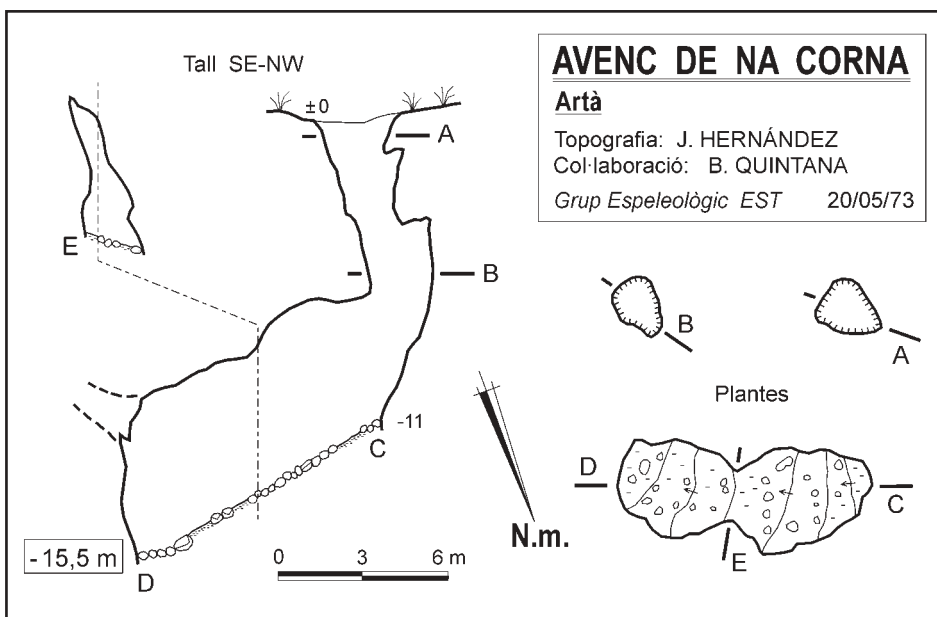 Tall SE-NW
±0
A
B
E
-11
C
D
-15,5 m
0 3 6 m
N.m.
AVENC DE NA CORNA
Artà
Topografia: J. HERNÁNDEZ
Col·laboració: B. QUINTANA
Grup Espeleològic EST 20/05/73
B
A
Plantes
D
C
E